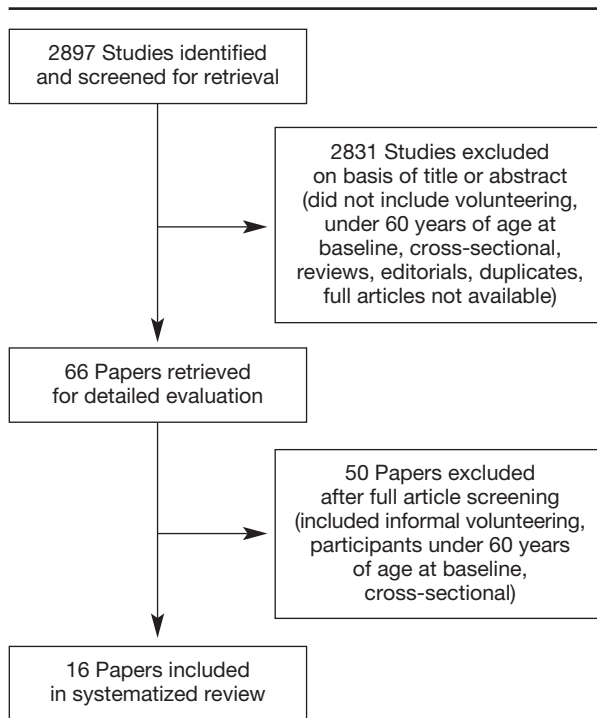 2897 Studies identified
and screened for retrieval
2831 Studies excluded
on basis of title or abstract
(did not include volunteering,
under 60 years of age at
baseline, cross-sectional,
reviews, editorials, duplicates,
full articles not available)
66 Papers retrieved
for detailed evaluation
50 Papers excluded
after full article screening
(included informal volunteering,
participants under 60 years
of age at baseline,
cross-sectional)
16 Papers included
in systematized review